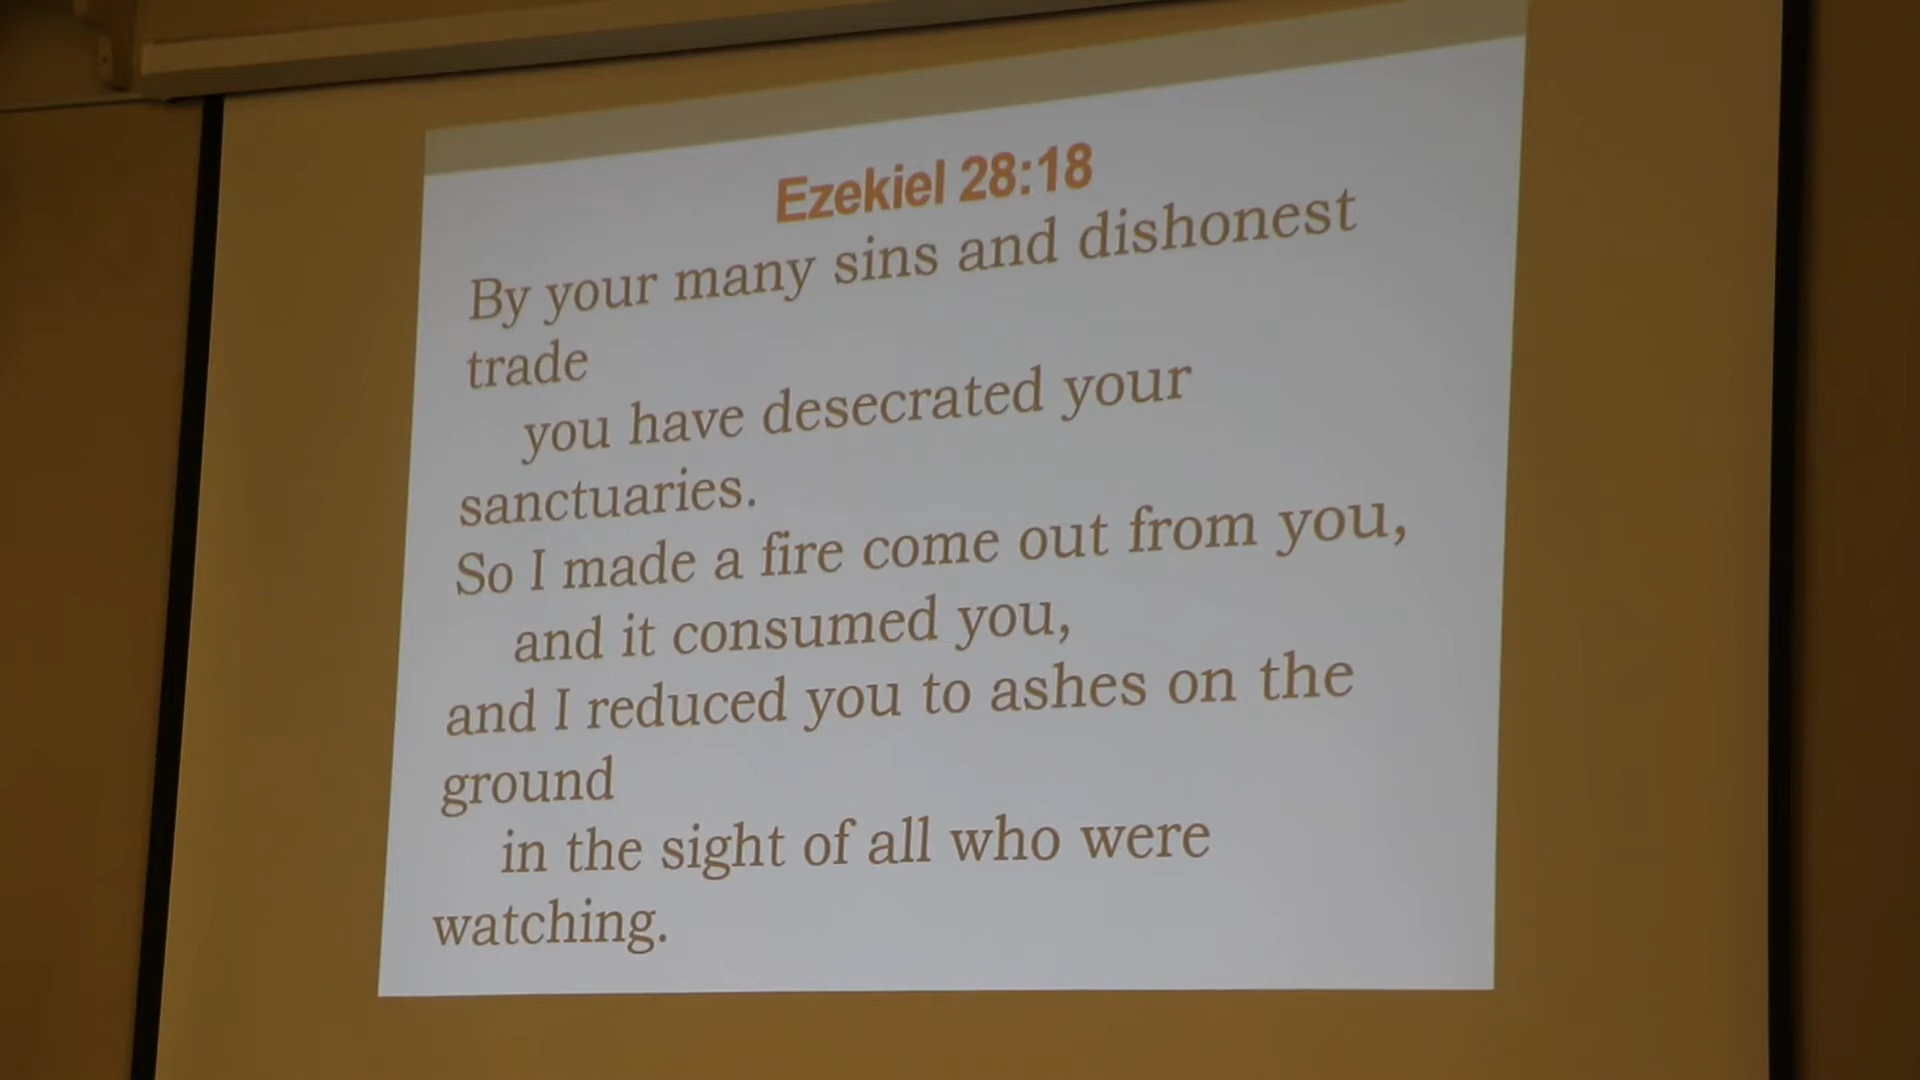 Ezekiel 28:18
By your many sins and dishonest
trade
you have desecrated your
sanctuaries.
So I made a fire come out from you,
and it consumed you,
and I reduced you to ashes on the
ground
in the sight of all who were
watching.